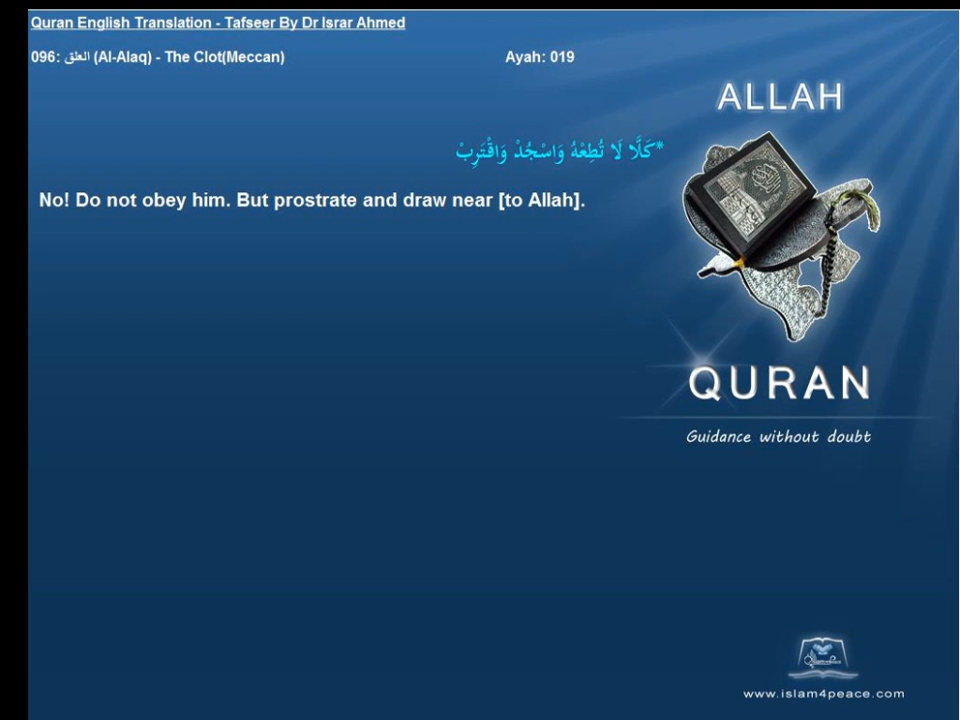 Quran English Translation - Tafseer By Dr Israr Ahmed
096: العلق (Al-Alaq) - The Clot(Meccan) Ayah: 019
ALLAH
*كَلَّا لَا تُطِعْهُ وَاسْجُدْ وَاقْتَرِبْ
No! Do not obey him. But prostrate and draw near [to Allah].
QURAN
Guidance without doubt
www.islam4peace.com